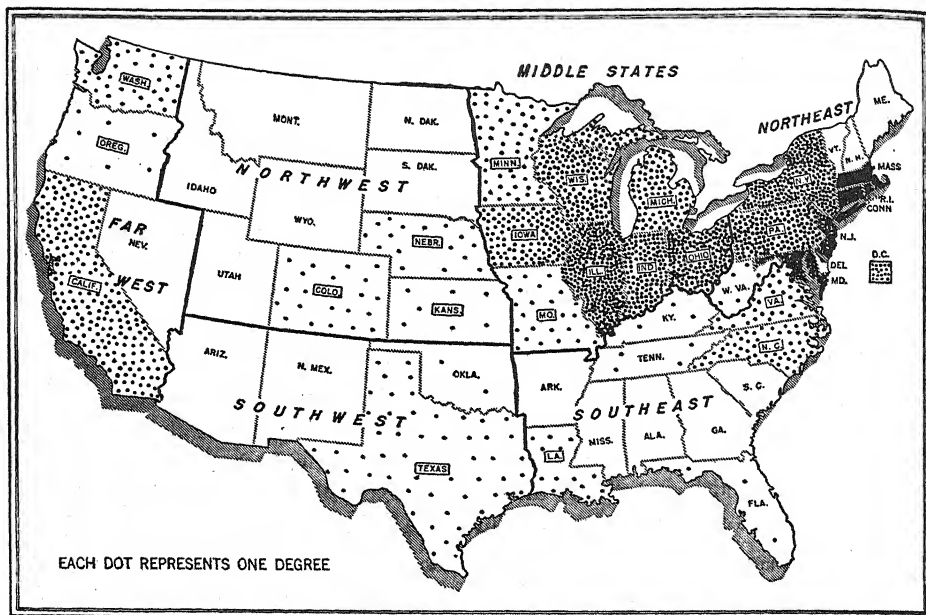 MIDDLE STATES
NORTHEAST
ME.
WASH.
MONT.
N. DAK.
MINN.
VT.
N. H.
MASS
OREG.
S. DAK.
WIS.
MICH.
N.Y.
R.I.
CONN
IDAHO
NORTHWEST
WYO.
IOWA
PA.
N.J.
FAR
WEST
NEV.
NEBR.
ILL.
IND.
OHIO
D.C.
DEL
MD.
UTAH
COLO.
KANS.
MO.
W. VA.
VA.
CALIF.
KY.
ARIZ.
N. MEX.
OKLA.
ARK.
TENN.
N. C.
SOUTHWEST
SOUTHEAST
S. C.
MISS.
ALA.
GA.
TEXAS
LA.
FLA.
EACH DOT REPRESENTS ONE DEGREE